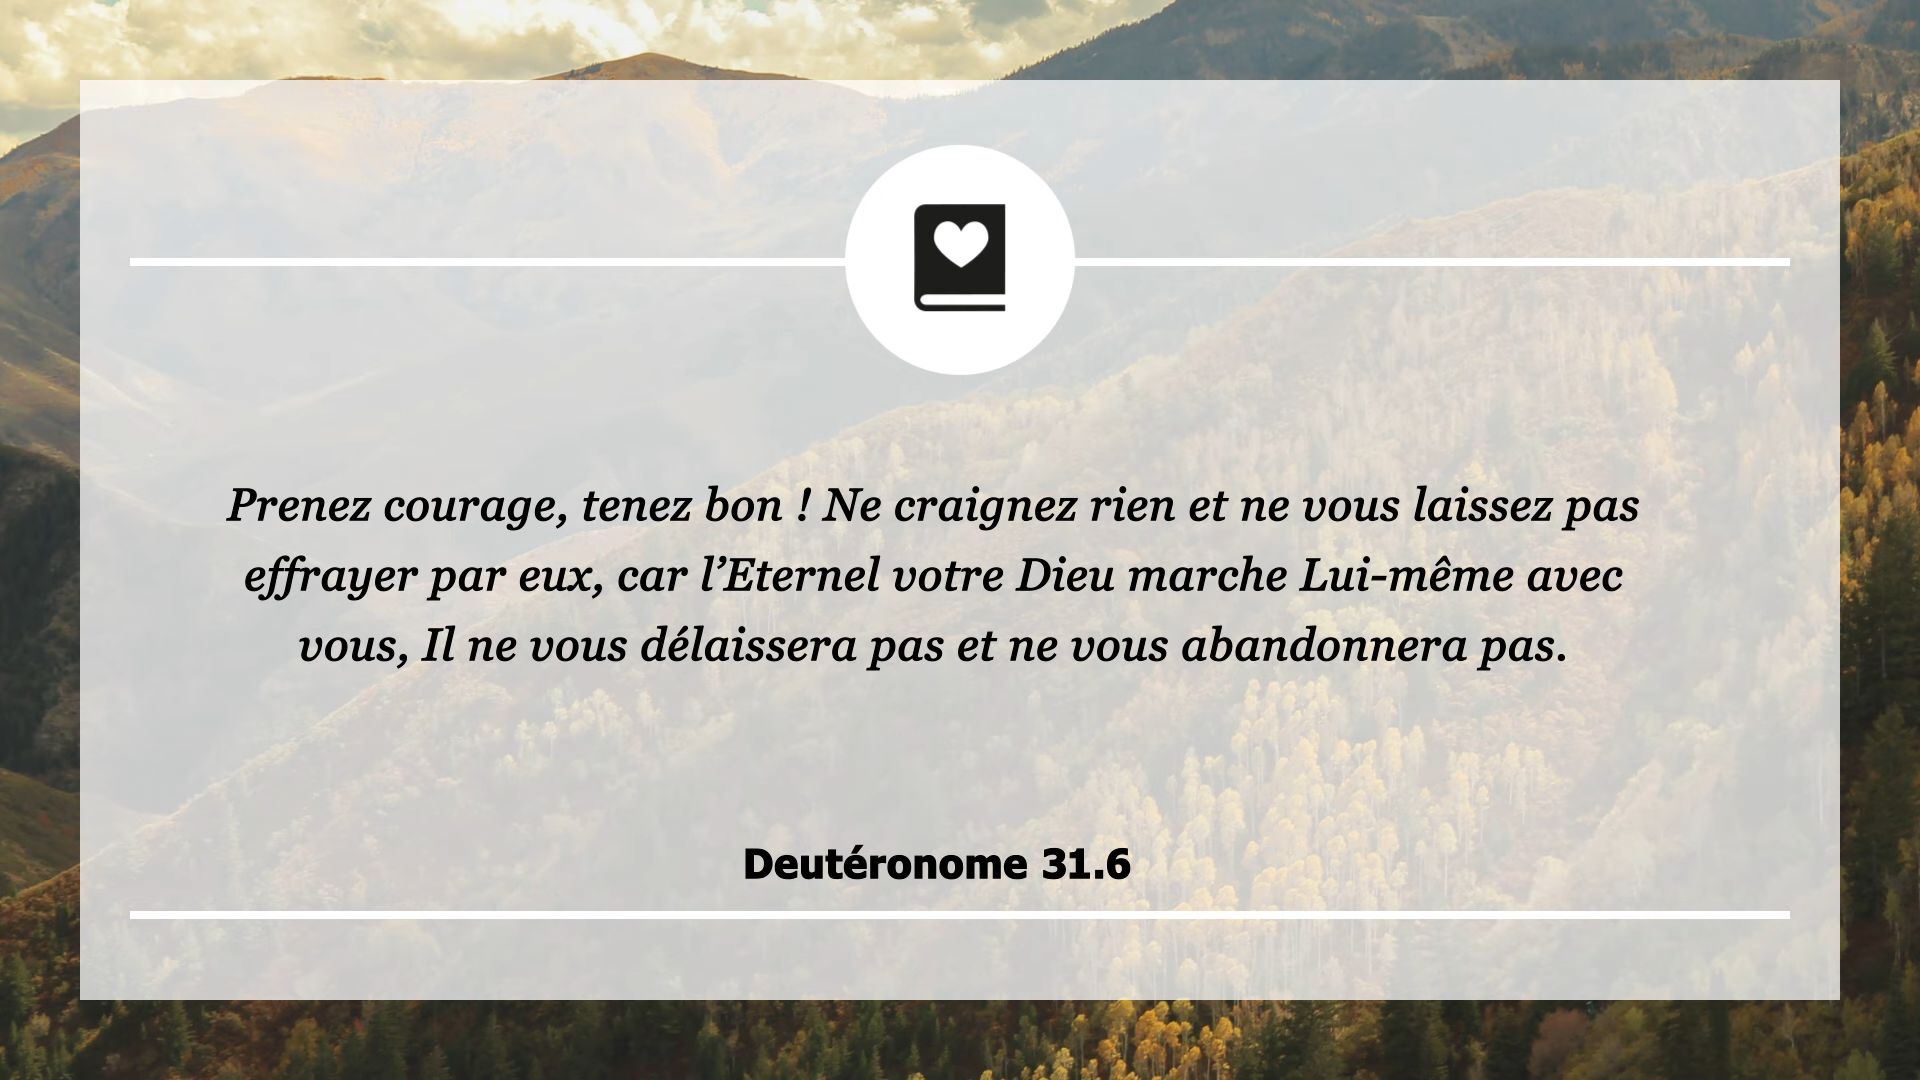 Prenez courage, tenez bon ! Ne craignez rien et ne vous laissez pas
effrayer par eux, car l’Eternel votre Dieu marche Lui-même avec
vous, Il ne vous délaissera pas et ne vous abandonnera pas.
Deutéronome 31.6